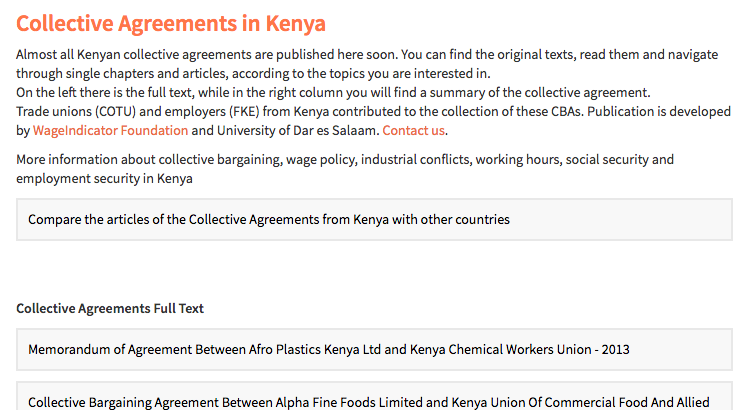 Collective Agreements in Kenya
Almost all Kenyan collective agreements are published here soon. You can find the original texts, read them and navigate
through single chapters and articles, according to the topics you are interested in.
On the left there is the full text, while in the right column you will find a summary of the collective agreement.
Trade unions (COTU) and employers (FKE) from Kenya contributed to the collection of these CBAs. Publication is developed
by WageIndicator Foundation and University of Dar es Salaam. Contact us.
More information about collective bargaining, wage policy, industrial conflicts, working hours, social security and
employment security in Kenya
Compare the articles of the Collective Agreements from Kenya with other countries
Collective Agreements Full Text
Memorandum of Agreement Between Afro Plastics Kenya Ltd and Kenya Chemical Workers Union - 2013
Collective Bargaining Agreement Between Alpha Fine Foods Limited and Kenya Union Of Commercial Food And Allied